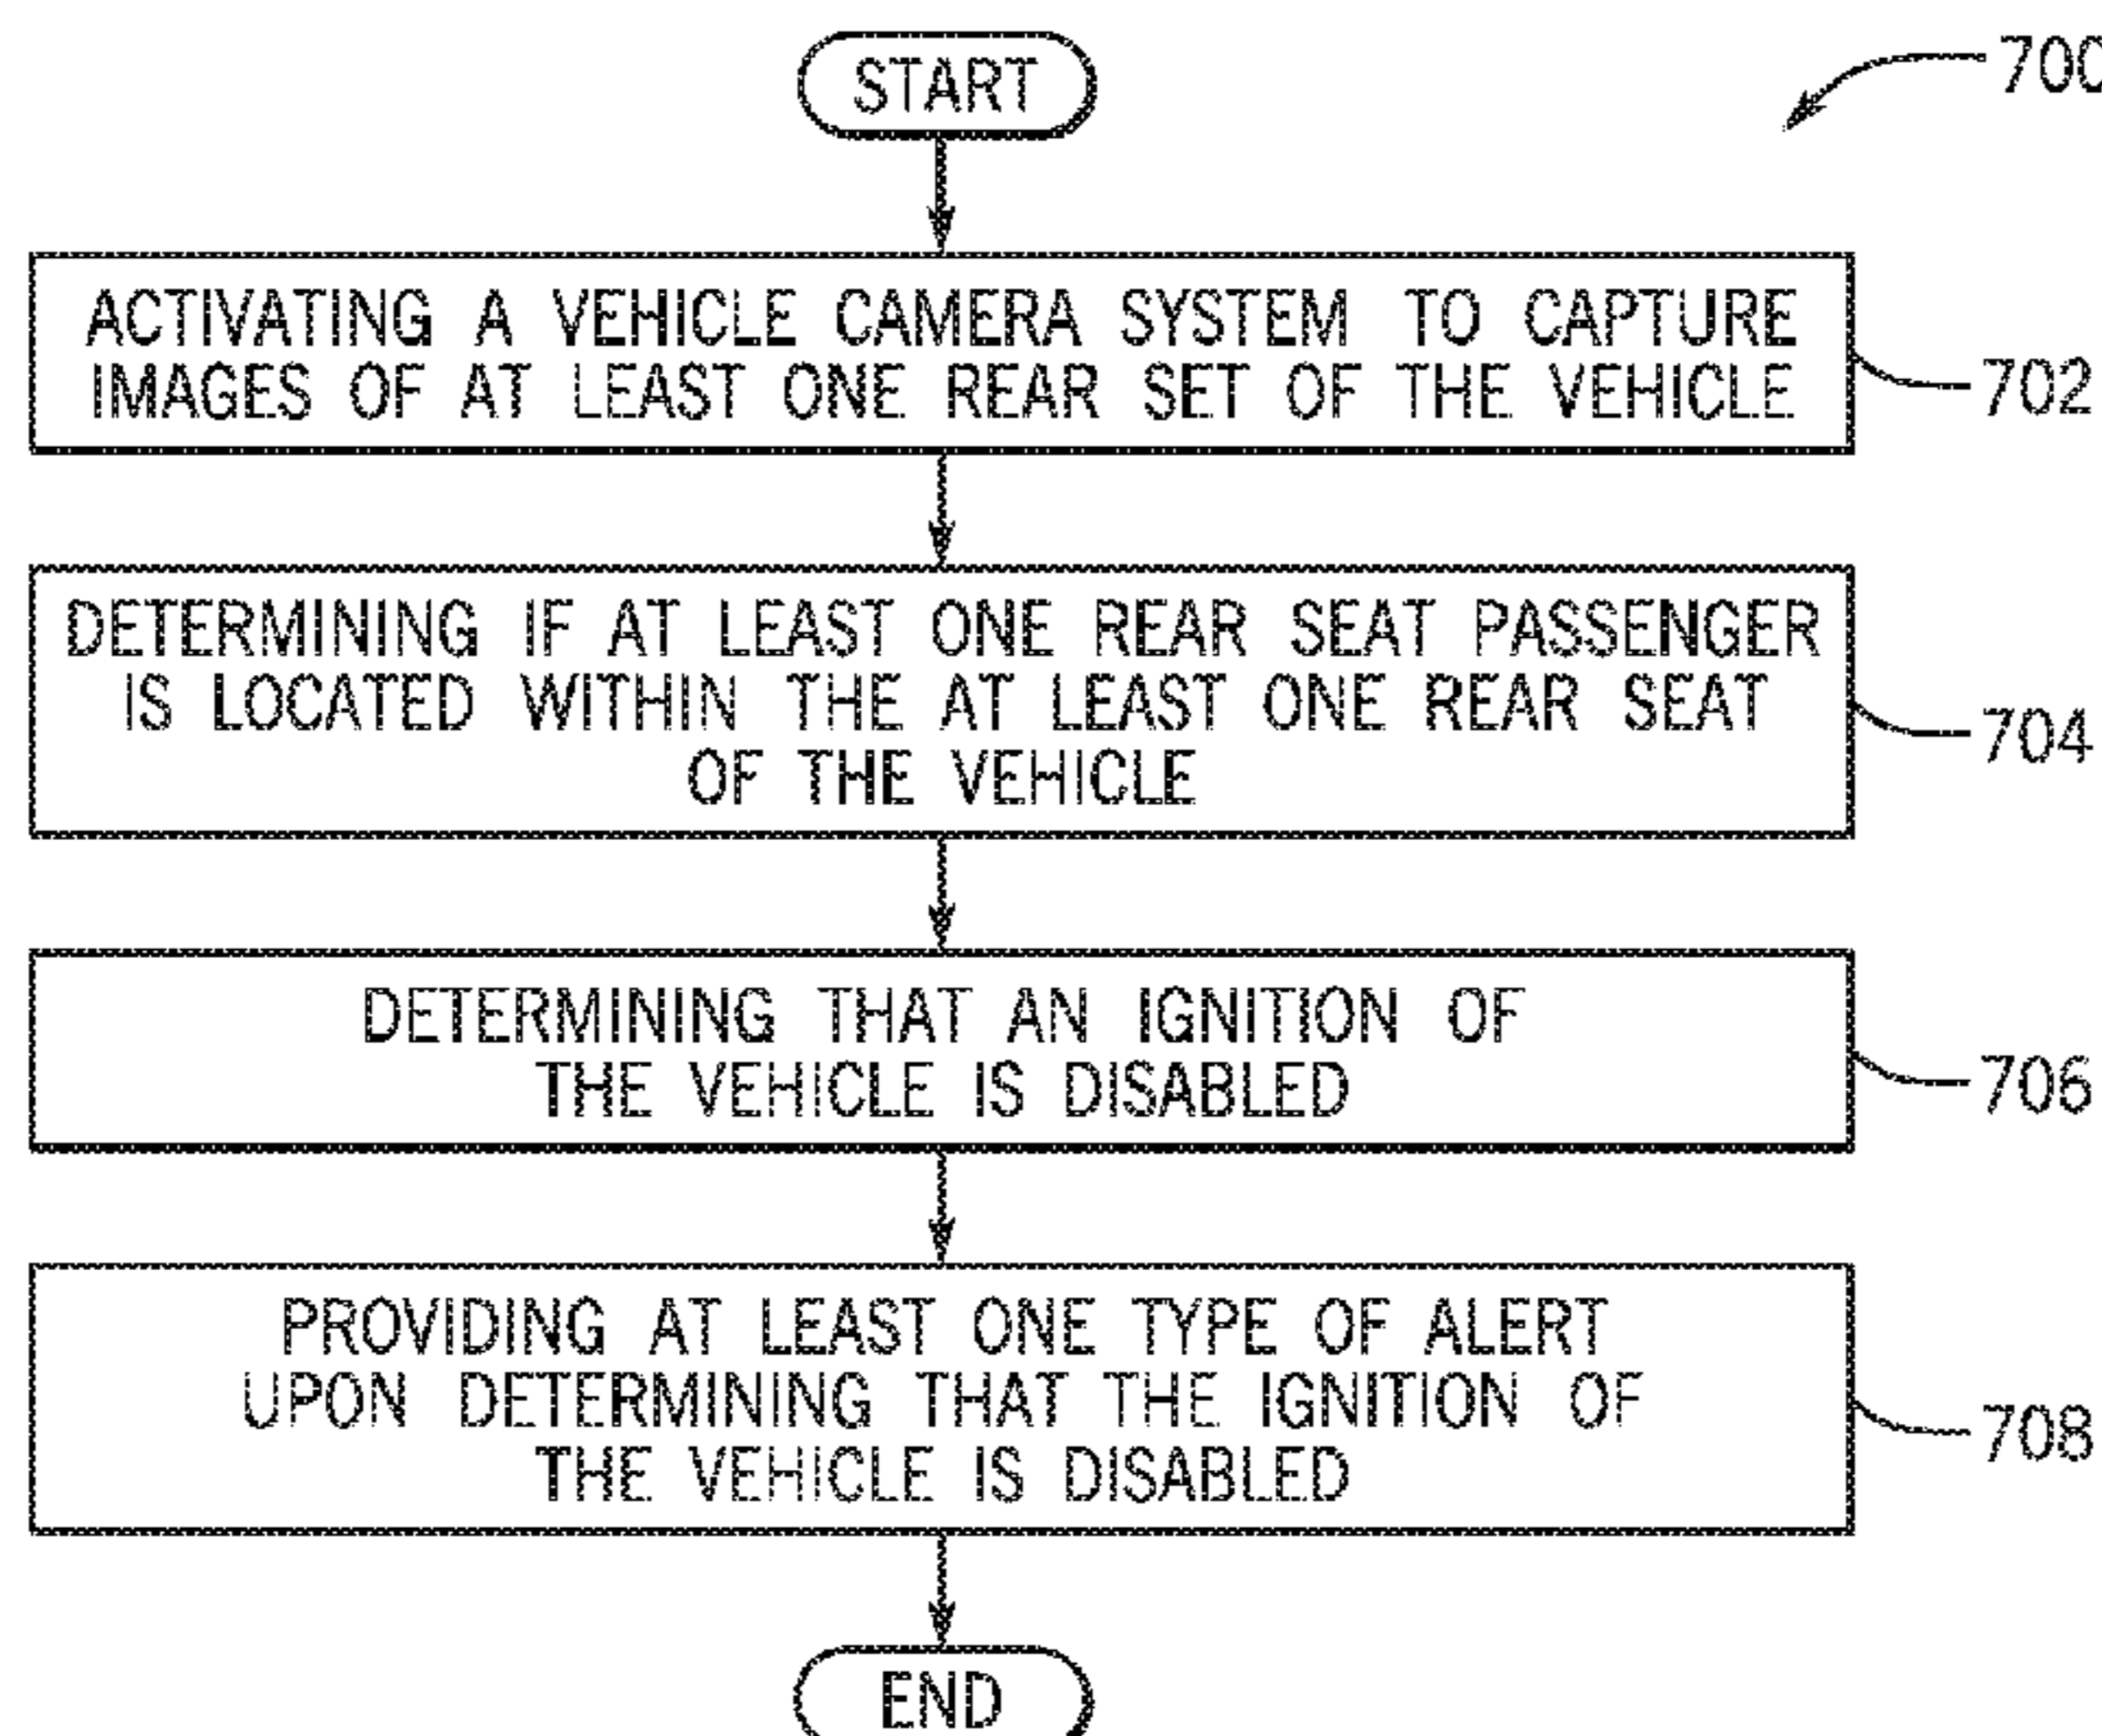 START
700
ACTIVATING A VEHICLE CAMERA SYSTEM TO CAPTURE
IMAGES OF AT LEAST ONE REAR SET OF THE VEHICLE
702
DETERMINING IF AT LEAST ONE REAR SEAT PASSENGER
IS LOCATED WITHIN THE AT LEAST ONE REAR SEAT
OF THE VEHICLE
704
DETERMINING THAT AN IGNITION OF
THE VEHICLE IS DISABLED
706
PROVIDING AT LEAST ONE TYPE OF ALERT
UPON DETERMINING THAT THE IGNITION OF
THE VEHICLE IS DISABLED
708
END